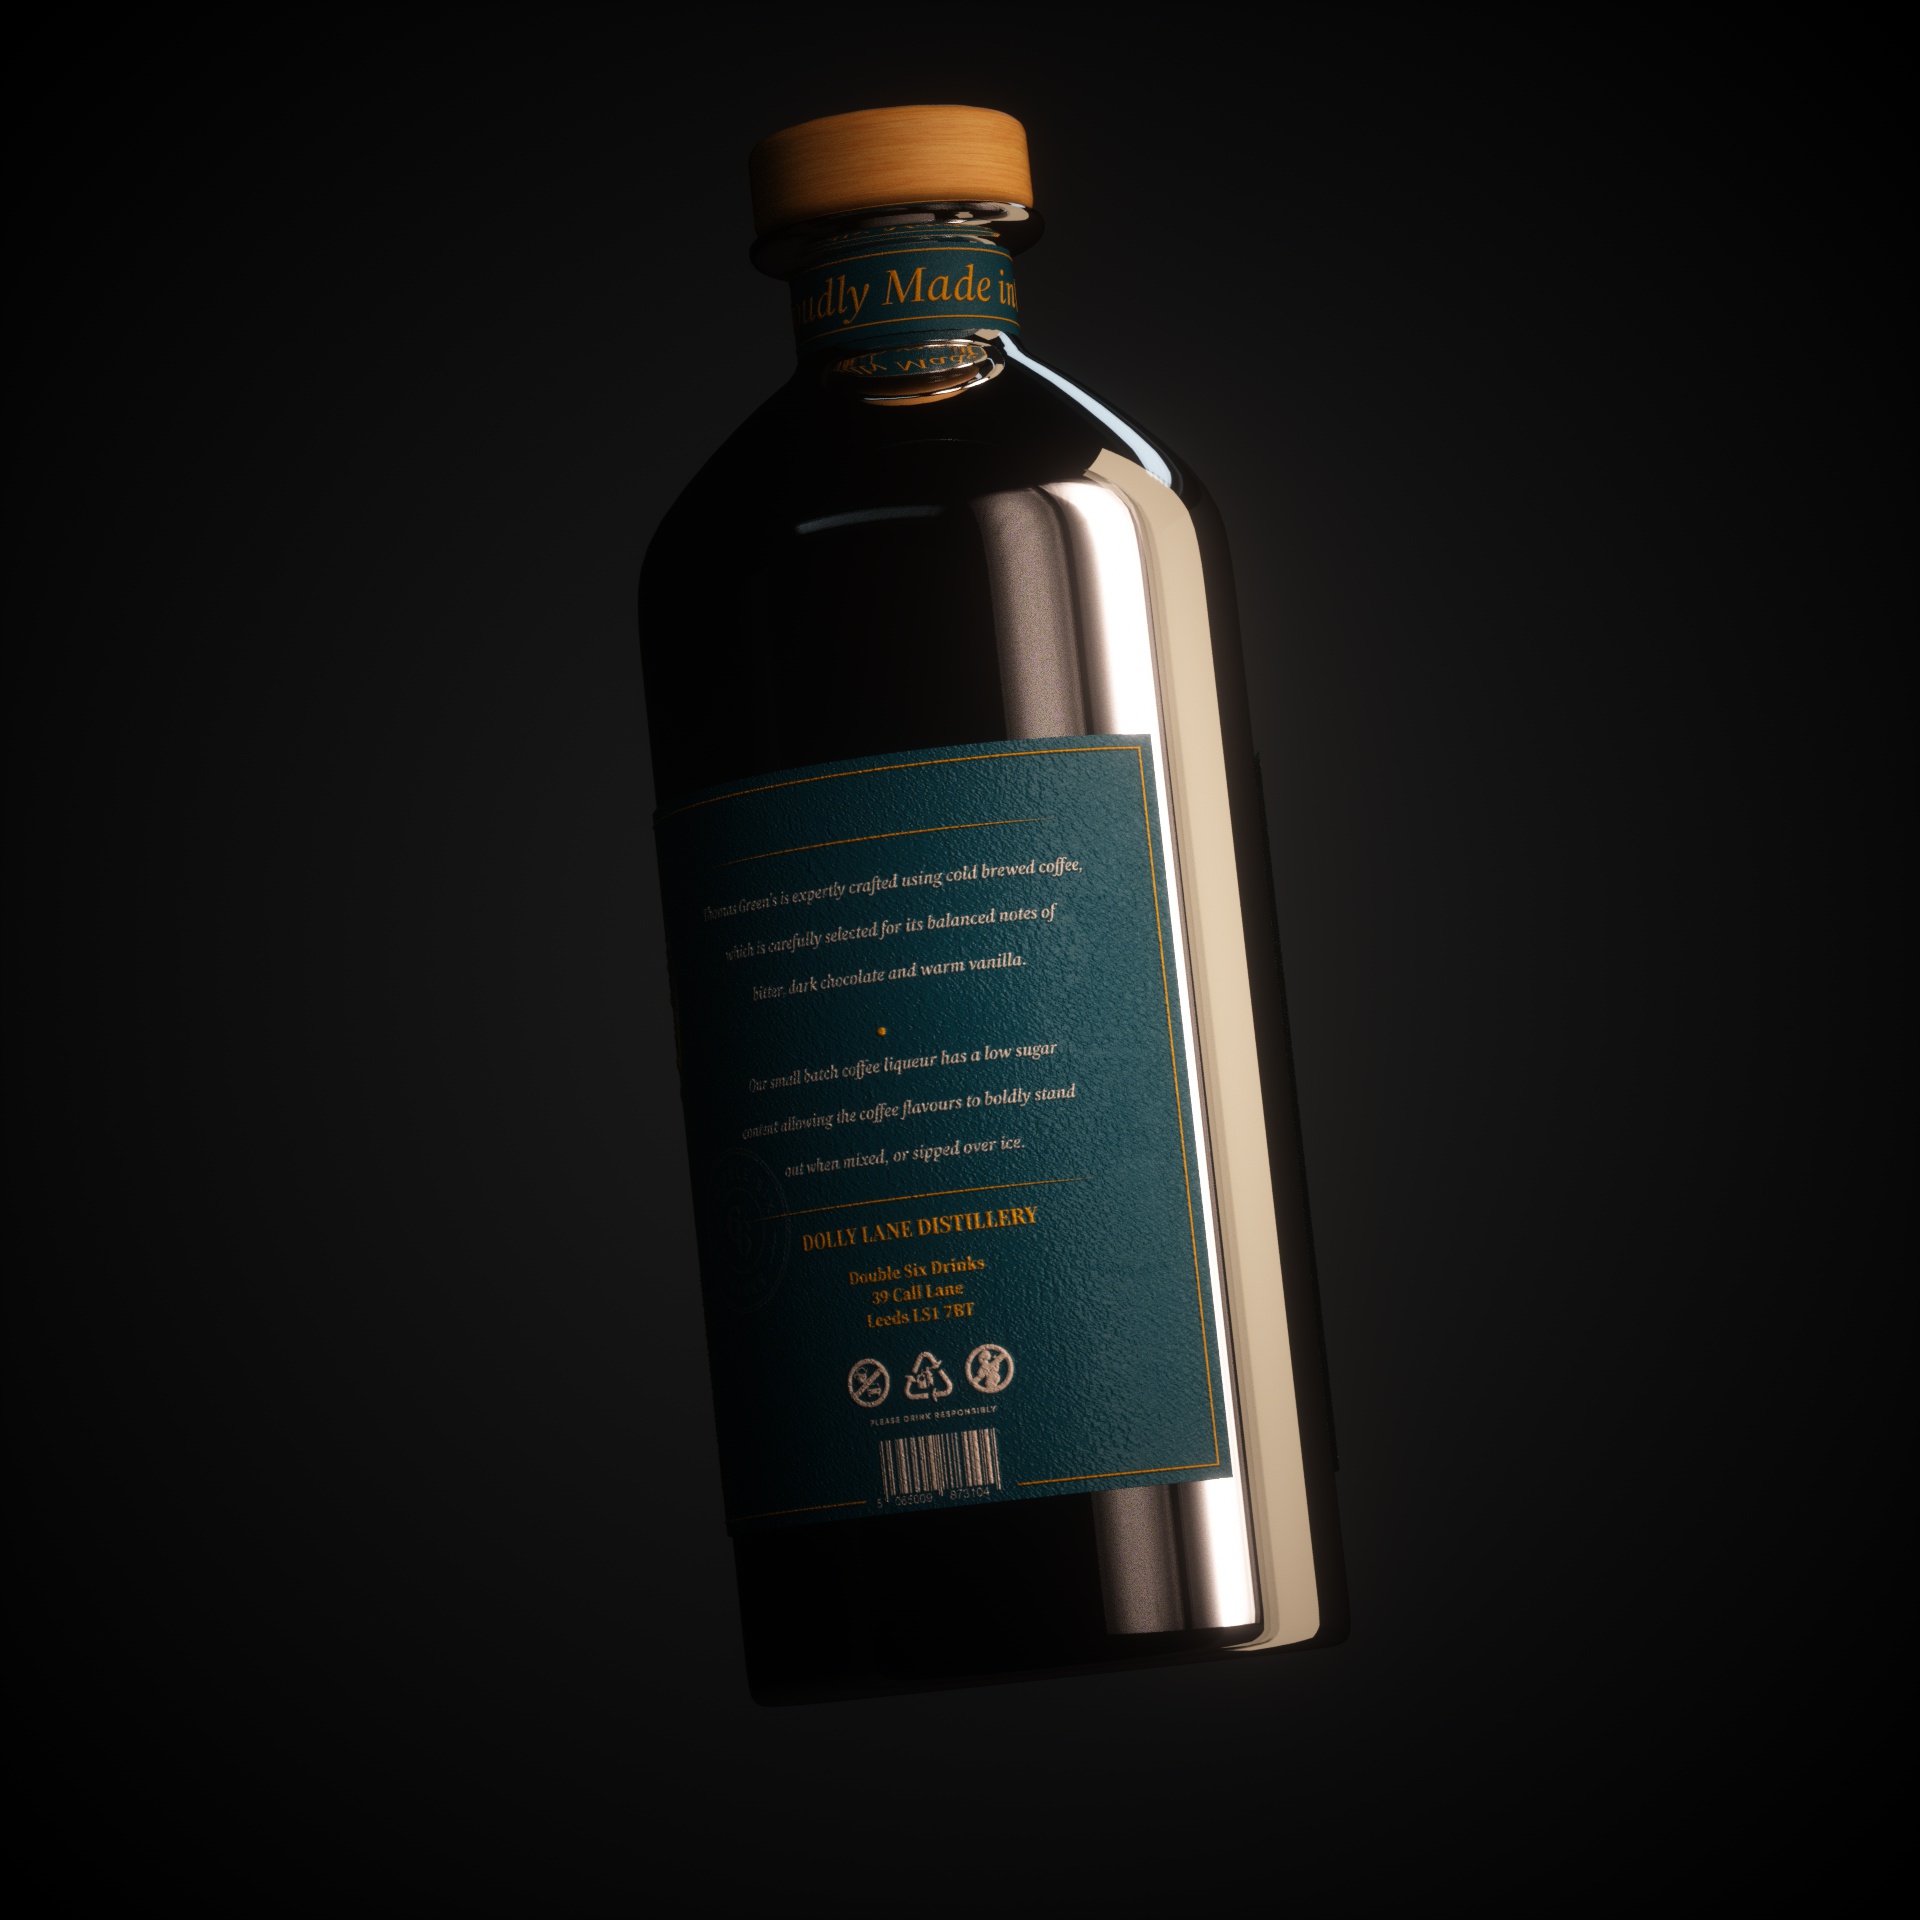 udly Made in
Thomas Green's is expertly crafted using cold brewed coffee,
which is carefully selected for its balanced notes of
bitter, dark chocolate and warm vanilla.
Our small batch coffee liqueur has a low sugar
content allowing the coffee flavours to boldly stand
out when mixed, or sipped over ice.
DOLLY LANE DISTILLERY
Double Six Drinks
39 Call Lane
Leeds LS1 7BT
PLEASE DRINK RESPONSIBLY
5 065009 873104